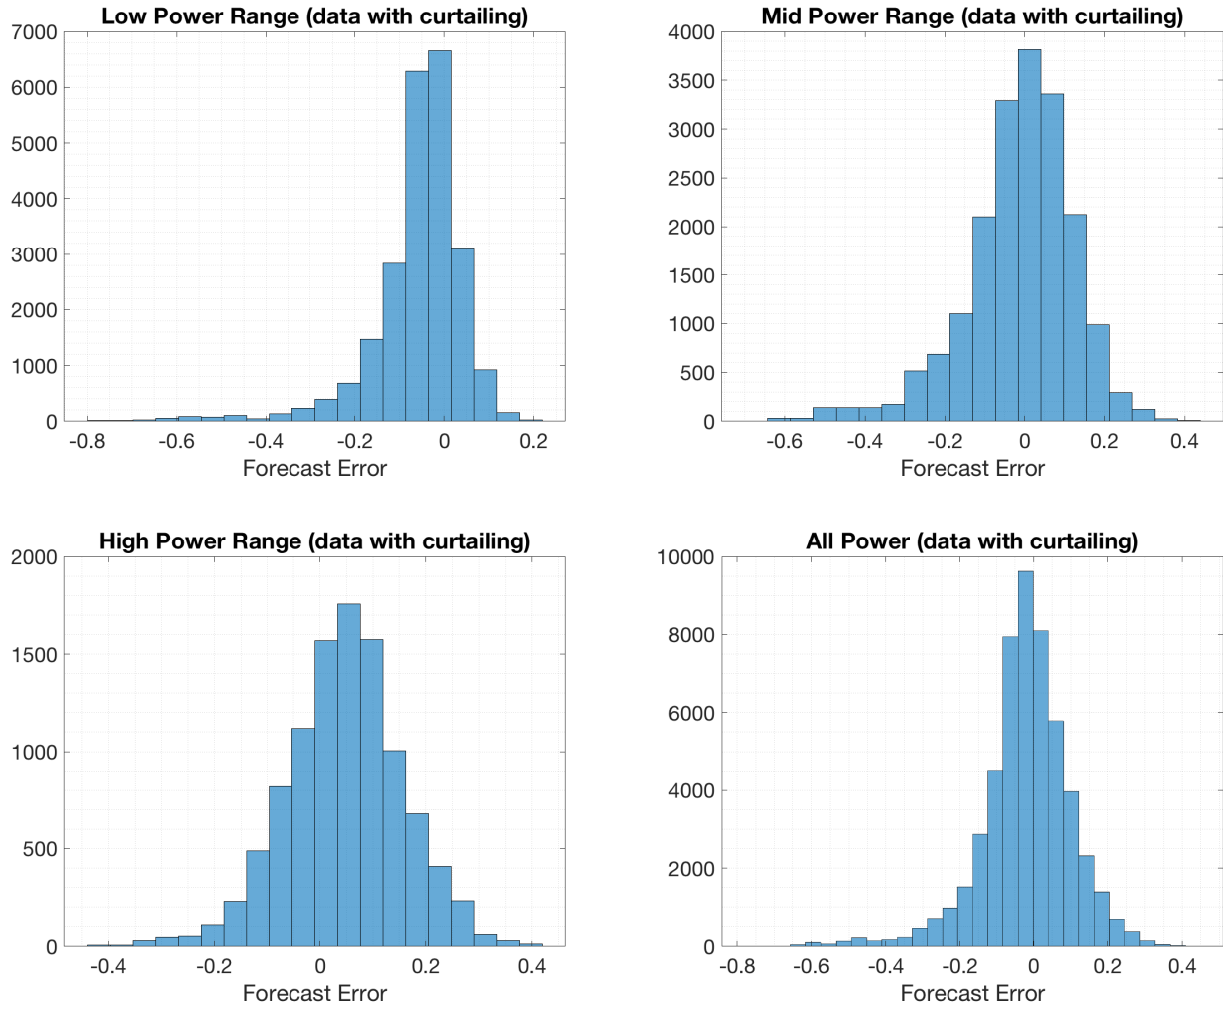 Low Power Range (data with curtailing)
7000
6000
5000
4000
3000
2000
1000
0
-0.8 -0.6 -0.4 -0.2 0 0.2
Forecast Error
Mid Power Range (data with curtailing)
4000
3500
3000
2500
2000
1500
1000
500
0
-0.6 -0.4 -0.2 0 0.2 0.4
Forecast Error
High Power Range (data with curtailing)
2000
1500
1000
500
0
-0.4 -0.2 0 0.2 0.4
Forecast Error
All Power (data with curtailing)
10000
8000
6000
4000
2000
0
-0.8 -0.6 -0.4 -0.2 0 0.2 0.4
Forecast Error